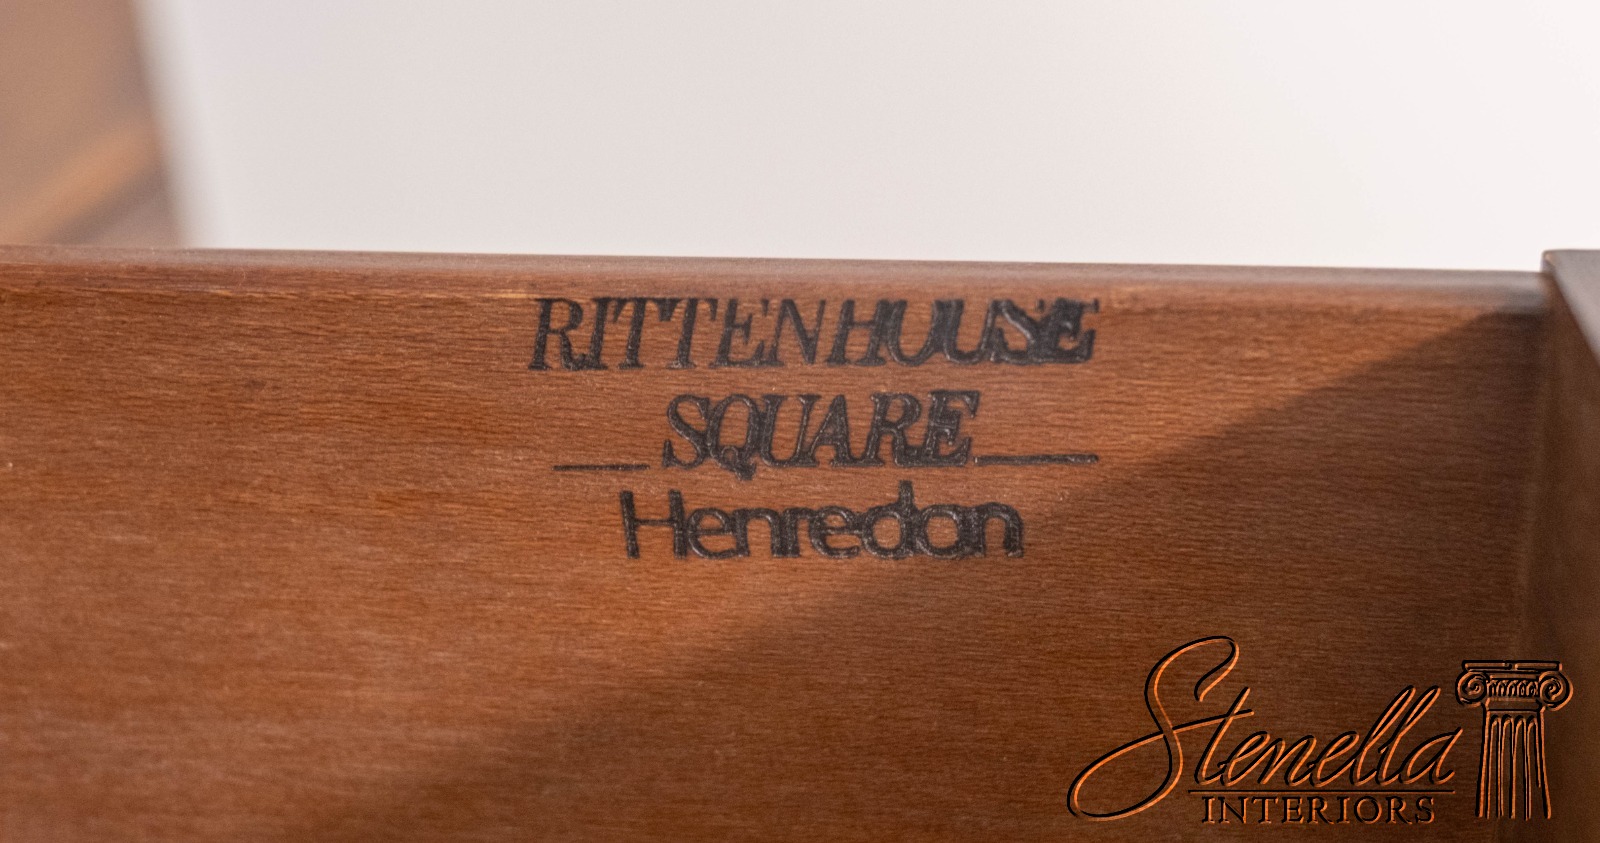 RITTENHOUSE
SQUARE
Henredon
Stenella
INTERIORS